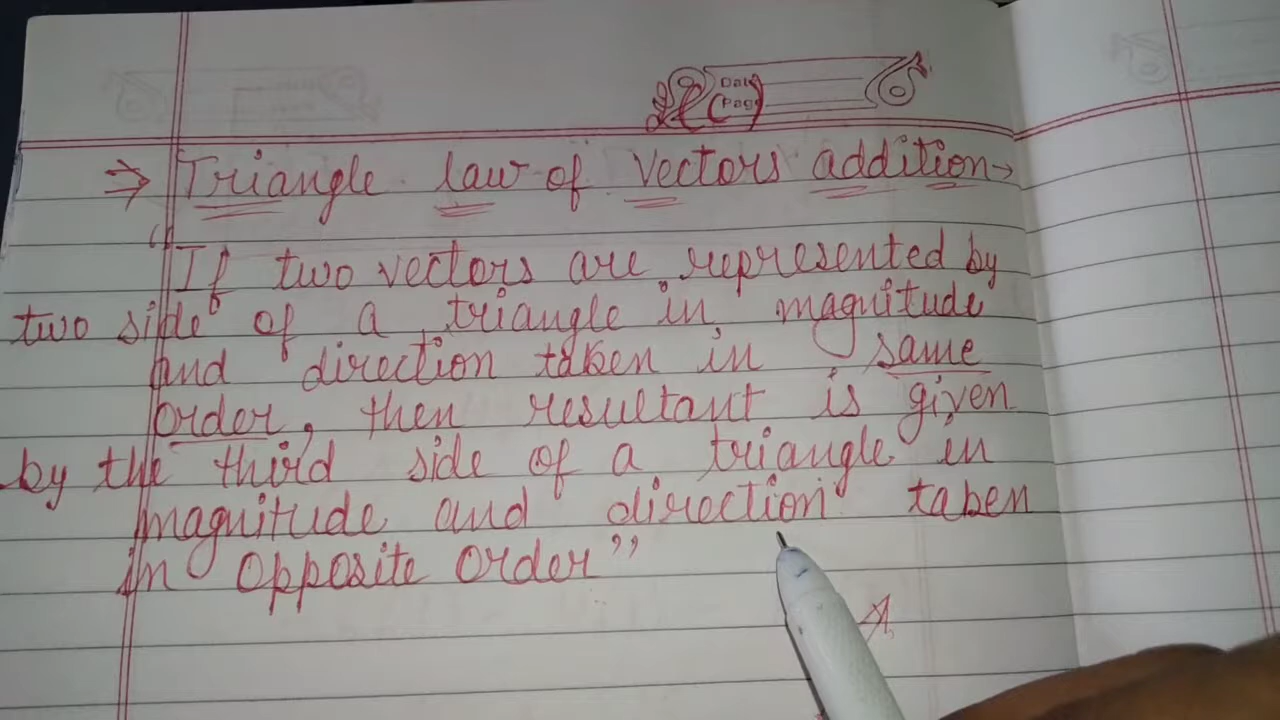 Date
Page
⇒ Triangle law of vectors addition →
"If two vectors are represented by
two side of a triangle in magnitude
and direction taken in same
order, then resultant is given
by the third side of a triangle in
magnitude and direction taken
in opposite order"